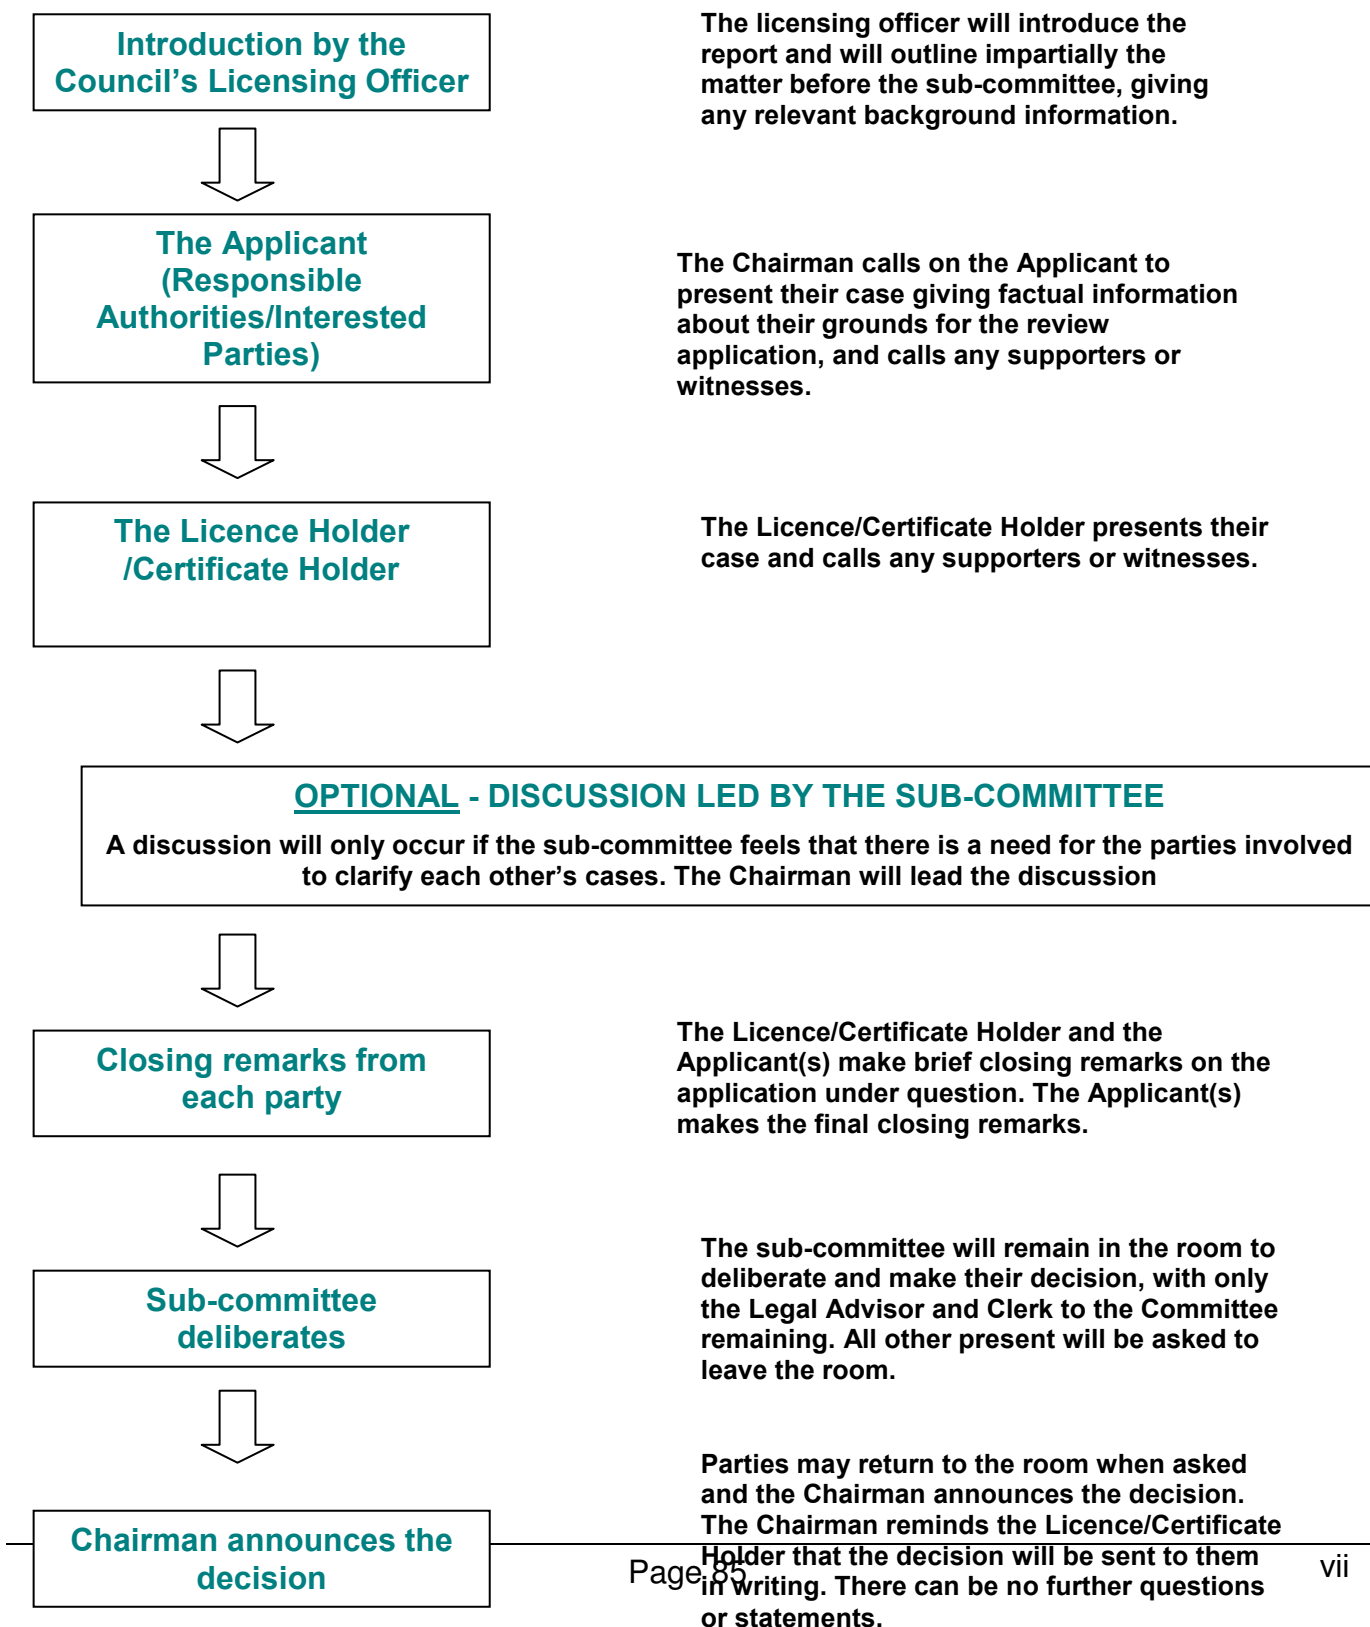 Introduction by the
Council's Licensing Officer
The licensing officer will introduce the
report and will outline impartially the
matter before the sub-committee, giving
any relevant background information.
The Applicant
(Responsible
Authorities/Interested
Parties)
The Chairman calls on the Applicant to
present their case giving factual information
about their grounds for the review
application, and calls any supporters or
witnesses.
The Licence Holder
/Certificate Holder
The Licence/Certificate Holder presents their
case and calls any supporters or witnesses.
OPTIONAL - DISCUSSION LED BY THE SUB-COMMITTEE
A discussion will only occur if the sub-committee feels that there is a need for the parties involved
to clarify each other's cases. The Chairman will lead the discussion
Closing remarks from
each party
The Licence/Certificate Holder and the
Applicant(s) make brief closing remarks on the
application under question. The Applicant(s)
makes the final closing remarks.
Sub-committee
deliberates
The sub-committee will remain in the room to
deliberate and make their decision, with only
the Legal Advisor and Clerk to the Committee
remaining. All other present will be asked to
leave the room.
Chairman announces the
decision
Parties may return to the room when asked
and the Chairman announces the decision.
The Chairman reminds the Licence/Certificate
Holder that the decision will be sent to them
in writing. There can be no further questions
or statements.
Page 85
vii